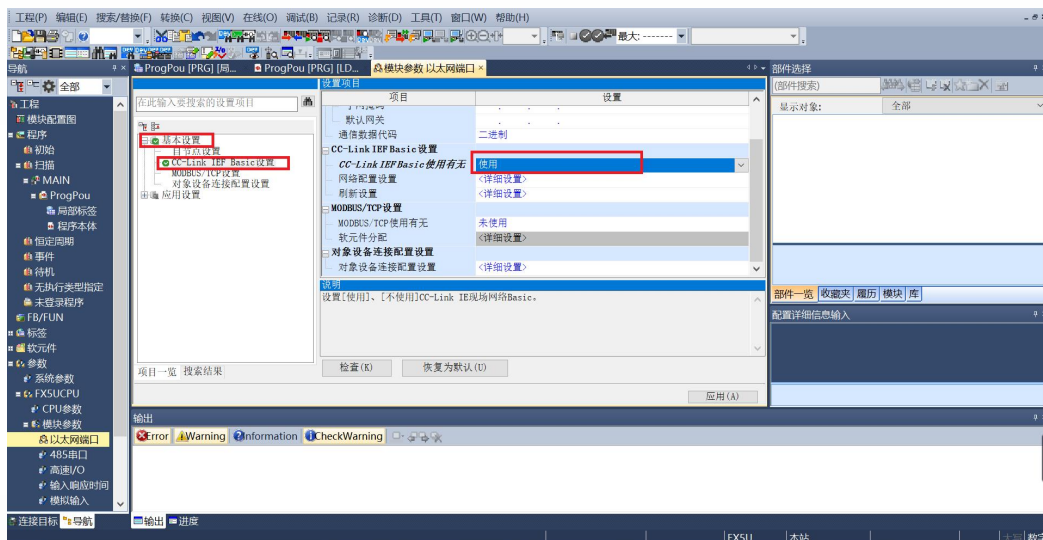 工程(P) 编辑(E) 搜索/替换(F) 转换(C) 视图(V) 在线(O) 调试(B) 记录(R) 诊断(D) 工具(T) 窗口(W) 帮助(H)
最大: -------
导航
全部
工程
模块配置图
程序
初始
扫描
MAIN
ProgPou
局部标签
程序本体
恒定周期
事件
待机
无执行类型指定
未登录程序
FB/FUN
标签
软元件
参数
系统参数
FX5UCPU
CPU参数
模块参数
以太网端口
485串口
高速I/O
输入响应时间
模拟输入
连接目标 导航
ProgPou [PRG] [局... ProgPou [PRG] [LD... 模块参数 以太网端口 ×
在此输入要搜索的设置项目
基本设置
自节点设置
CC-Link IEF Basic设置
MODBUS/TCP设置
对象设备连接配置设置
应用设置
项目一览 搜索结果
设置项目
项目 设置
默认网关 . . .
通信数据代码 二进制
CC-Link IEF Basic设置
CC-Link IEF Basic使用有无 使用
网络配置设置 <详细设置>
刷新设置 <详细设置>
MODBUS/TCP设置
MODBUS/TCP使用有无 未使用
软元件分配 <详细设置>
对象设备连接配置设置
对象设备连接配置设置 <详细设置>
说明
设置[使用]、[不使用]CC-Link IE现场网络Basic。
检查(K) 恢复为默认(U)
应用(A)
输出
Error Warning Information CheckWarning
输出 进度
部件选择
(部件搜索)
显示对象: 全部
部件一览 收藏夹 履历 模块 库
配置详细信息输入
FX5U 本站 大写 数字